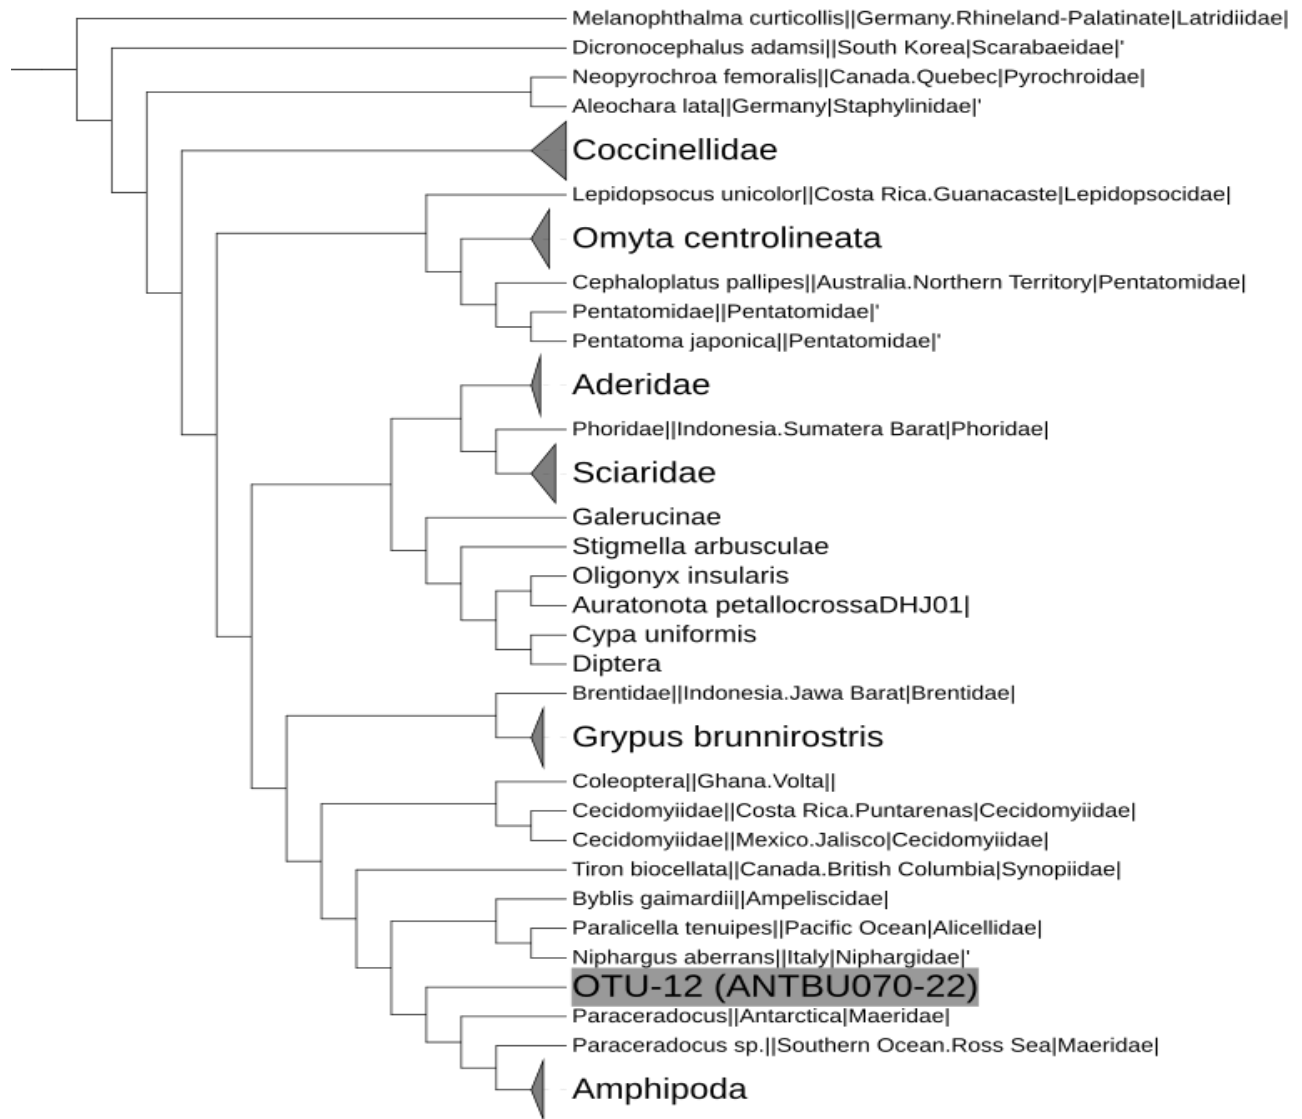 Melanophthalma curticollis||Germany.Rhineland-Palatinate|Latridiidae|
Dicronocephalus adamsi||South Korea|Scarabaeidae|'
Neopyrochroa femoralis||Canada.Quebec|Pyrochroidae|
Aleochara lata||Germany|Staphylinidae|'
Coccinellidae
Lepidopsocus unicolor||Costa Rica.Guanacaste|Lepidopsocidae|
Omyta centrolineata
Cephaloplatus pallipes||Australia.Northern Territory|Pentatomidae|
Pentatomidae||Pentatomidae|'
Pentatoma japonica||Pentatomidae|'
Aderidae
Phoridae||Indonesia.Sumatera Barat|Phoridae|
Sciaridae
Galerucinae
Stigmella arbusculae
Oligonyx insularis
Auratonota petallocrossaDHJ01|
Cypa uniformis
Diptera
Brentidae||Indonesia.Jawa Barat|Brentidae|
Grypus brunnirostris
Coleoptera||Ghana.Volta||
Cecidomyiidae||Costa Rica.Puntarenas|Cecidomyiidae|
Cecidomyiidae||Mexico.Jalisco|Cecidomyiidae|
Tiron biocellata||Canada.British Columbia|Synopiidae|
Byblis gaimardii||Ampeliscidae|
Paralicella tenuipes||Pacific Ocean|Alicellidae|
Niphargus aberrans||Italy|Niphargidae|'
OTU-12 (ANTBU070-22)
Paraceradocus||Antarctica|Maeridae|
Paraceradocus sp.||Southern Ocean.Ross Sea|Maeridae|
Amphipoda